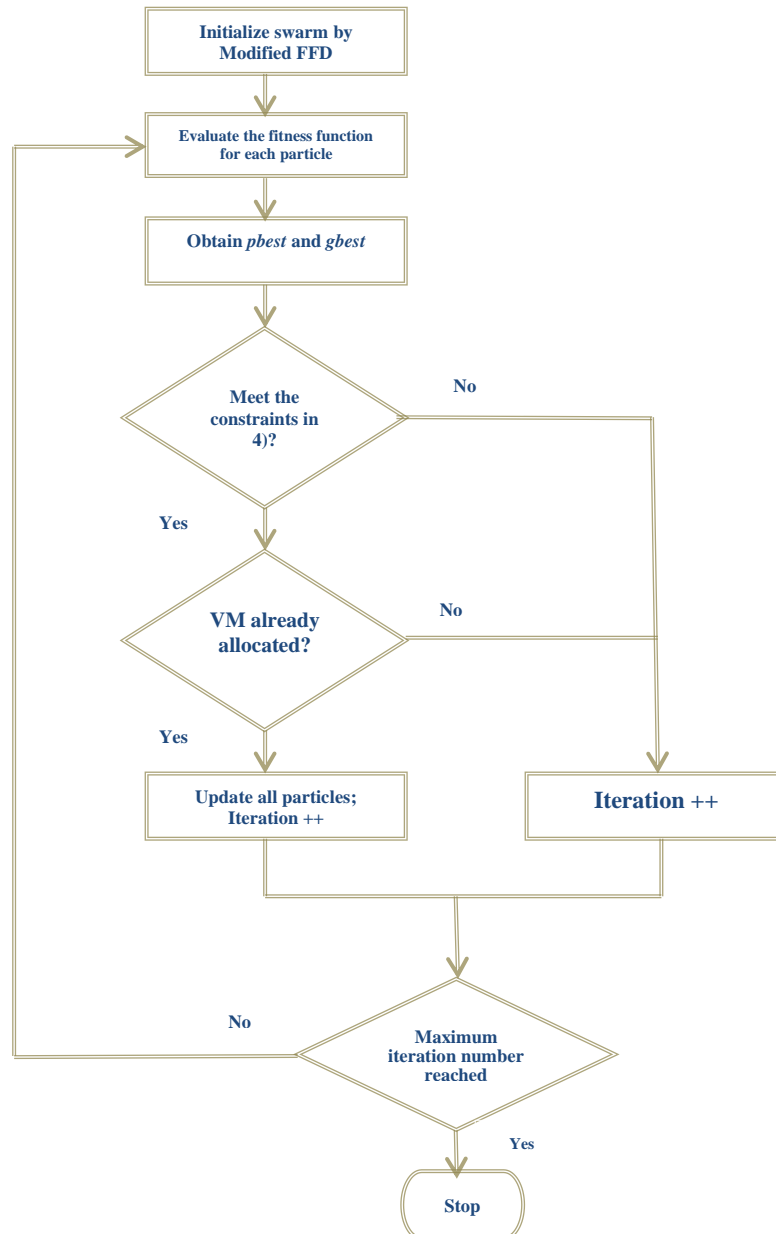 Initialize swarm by
Modified FFD
Evaluate the fitness function
for each particle
Obtain pbest and gbest
Meet the
constraints in
4)?
No
Yes
VM already
allocated?
No
Yes
Update all particles;
Iteration ++
Iteration ++
No
Maximum
iteration number
reached
Yes
Stop